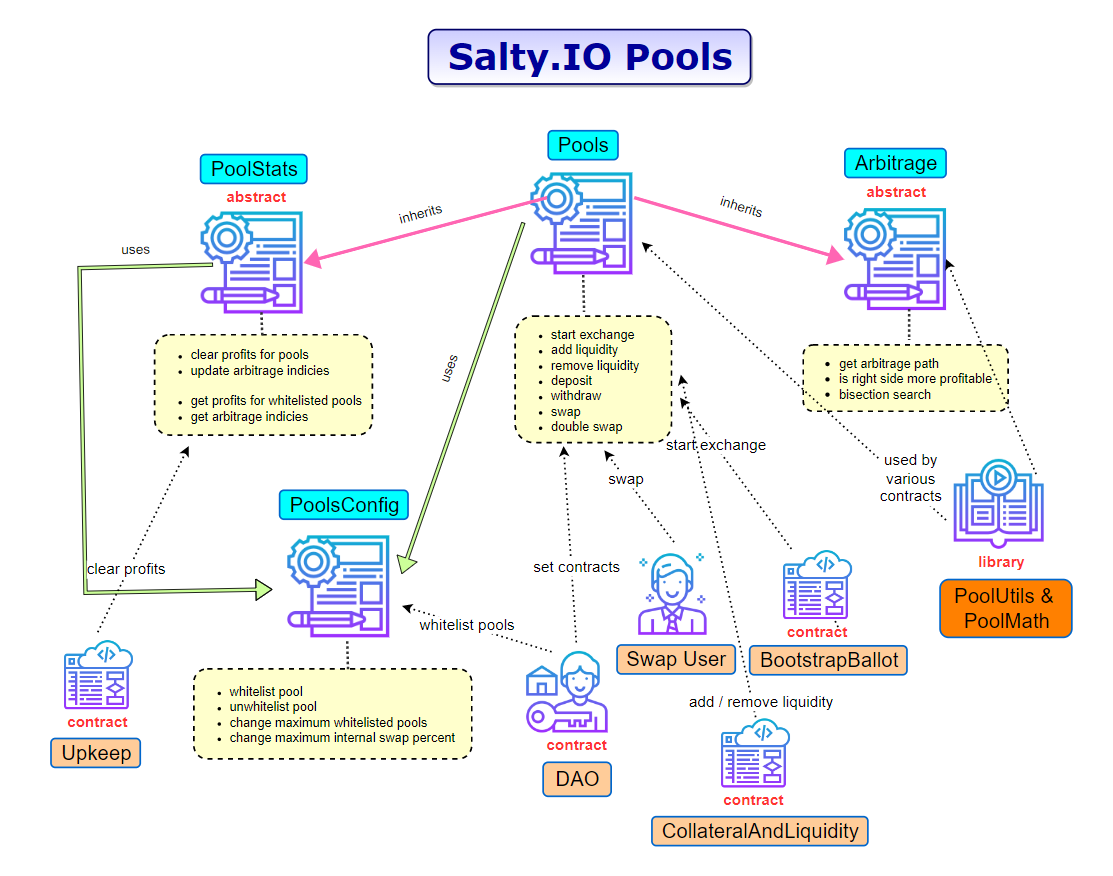 Salty.IO Pools
PoolStats
abstract
Pools
Arbitrage
abstract
inherits
inherits
uses
uses
• clear profits for pools
• update arbitrage indicies
• get profits for whitelisted pools
• get arbitrage indicies
• start exchange
• add liquidity
• remove liquidity
• deposit
• withdraw
• swap
• double swap
• get arbitrage path
• is right side more profitable
• bisection search
start exchange
used by
various
contracts
swap
PoolsConfig
clear profits
set contracts
whitelist pools
library
PoolUtils &
PoolMath
contract
BootstrapBallot
Swap User
• whitelist pool
• unwhitelist pool
• change maximum whitelisted pools
• change maximum internal swap percent
add / remove liquidity
contract
Upkeep
contract
DAO
contract
CollateralAndLiquidity